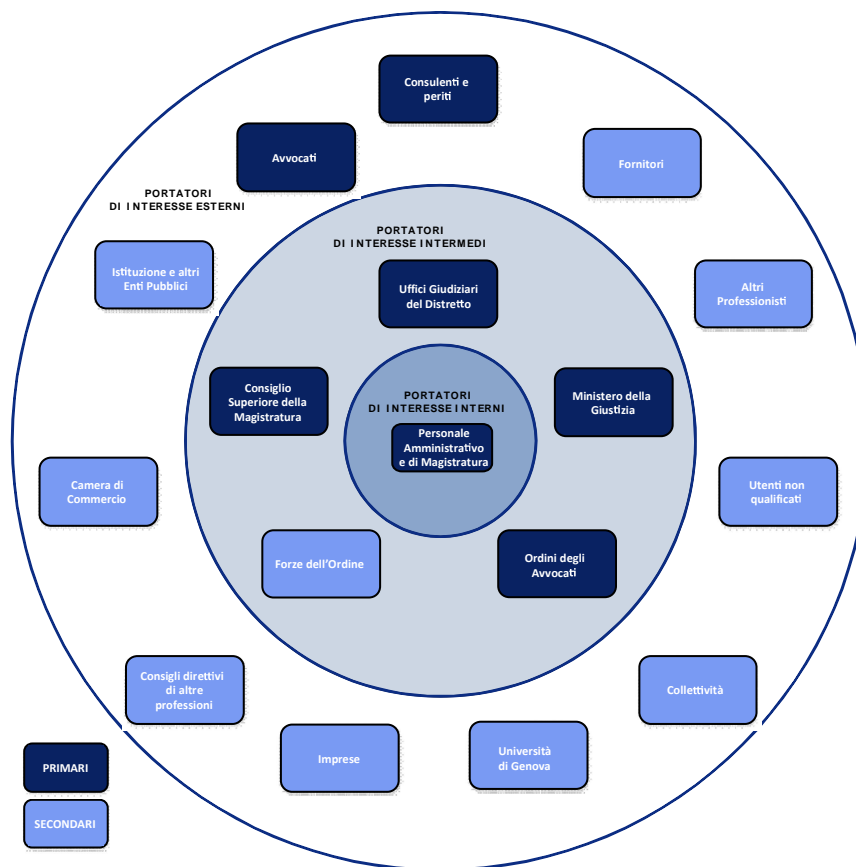 Consulenti e
periti
Avvocati
Fornitori
PORTATORI
DI INTERESSE ESTERNI
PORTATORI
DI INTERESSE INTERMEDI
Istituzione e altri
Enti Pubblici
Uffici Giudiziari
del Distretto
Altri
Professionisti
Consiglio
Superiore della
Magistratura
PORTATORI
DI INTERESSE INTERNI
Ministero della
Giustizia
Personale
Amministrativo
e di Magistratura
Camera di
Commercio
Utenti non
qualificati
Forze dell'Ordine
Ordini degli
Avvocati
Consigli direttivi
di altre
professioni
Collettività
Imprese
Università
di Genova
PRIMARI
SECONDARI